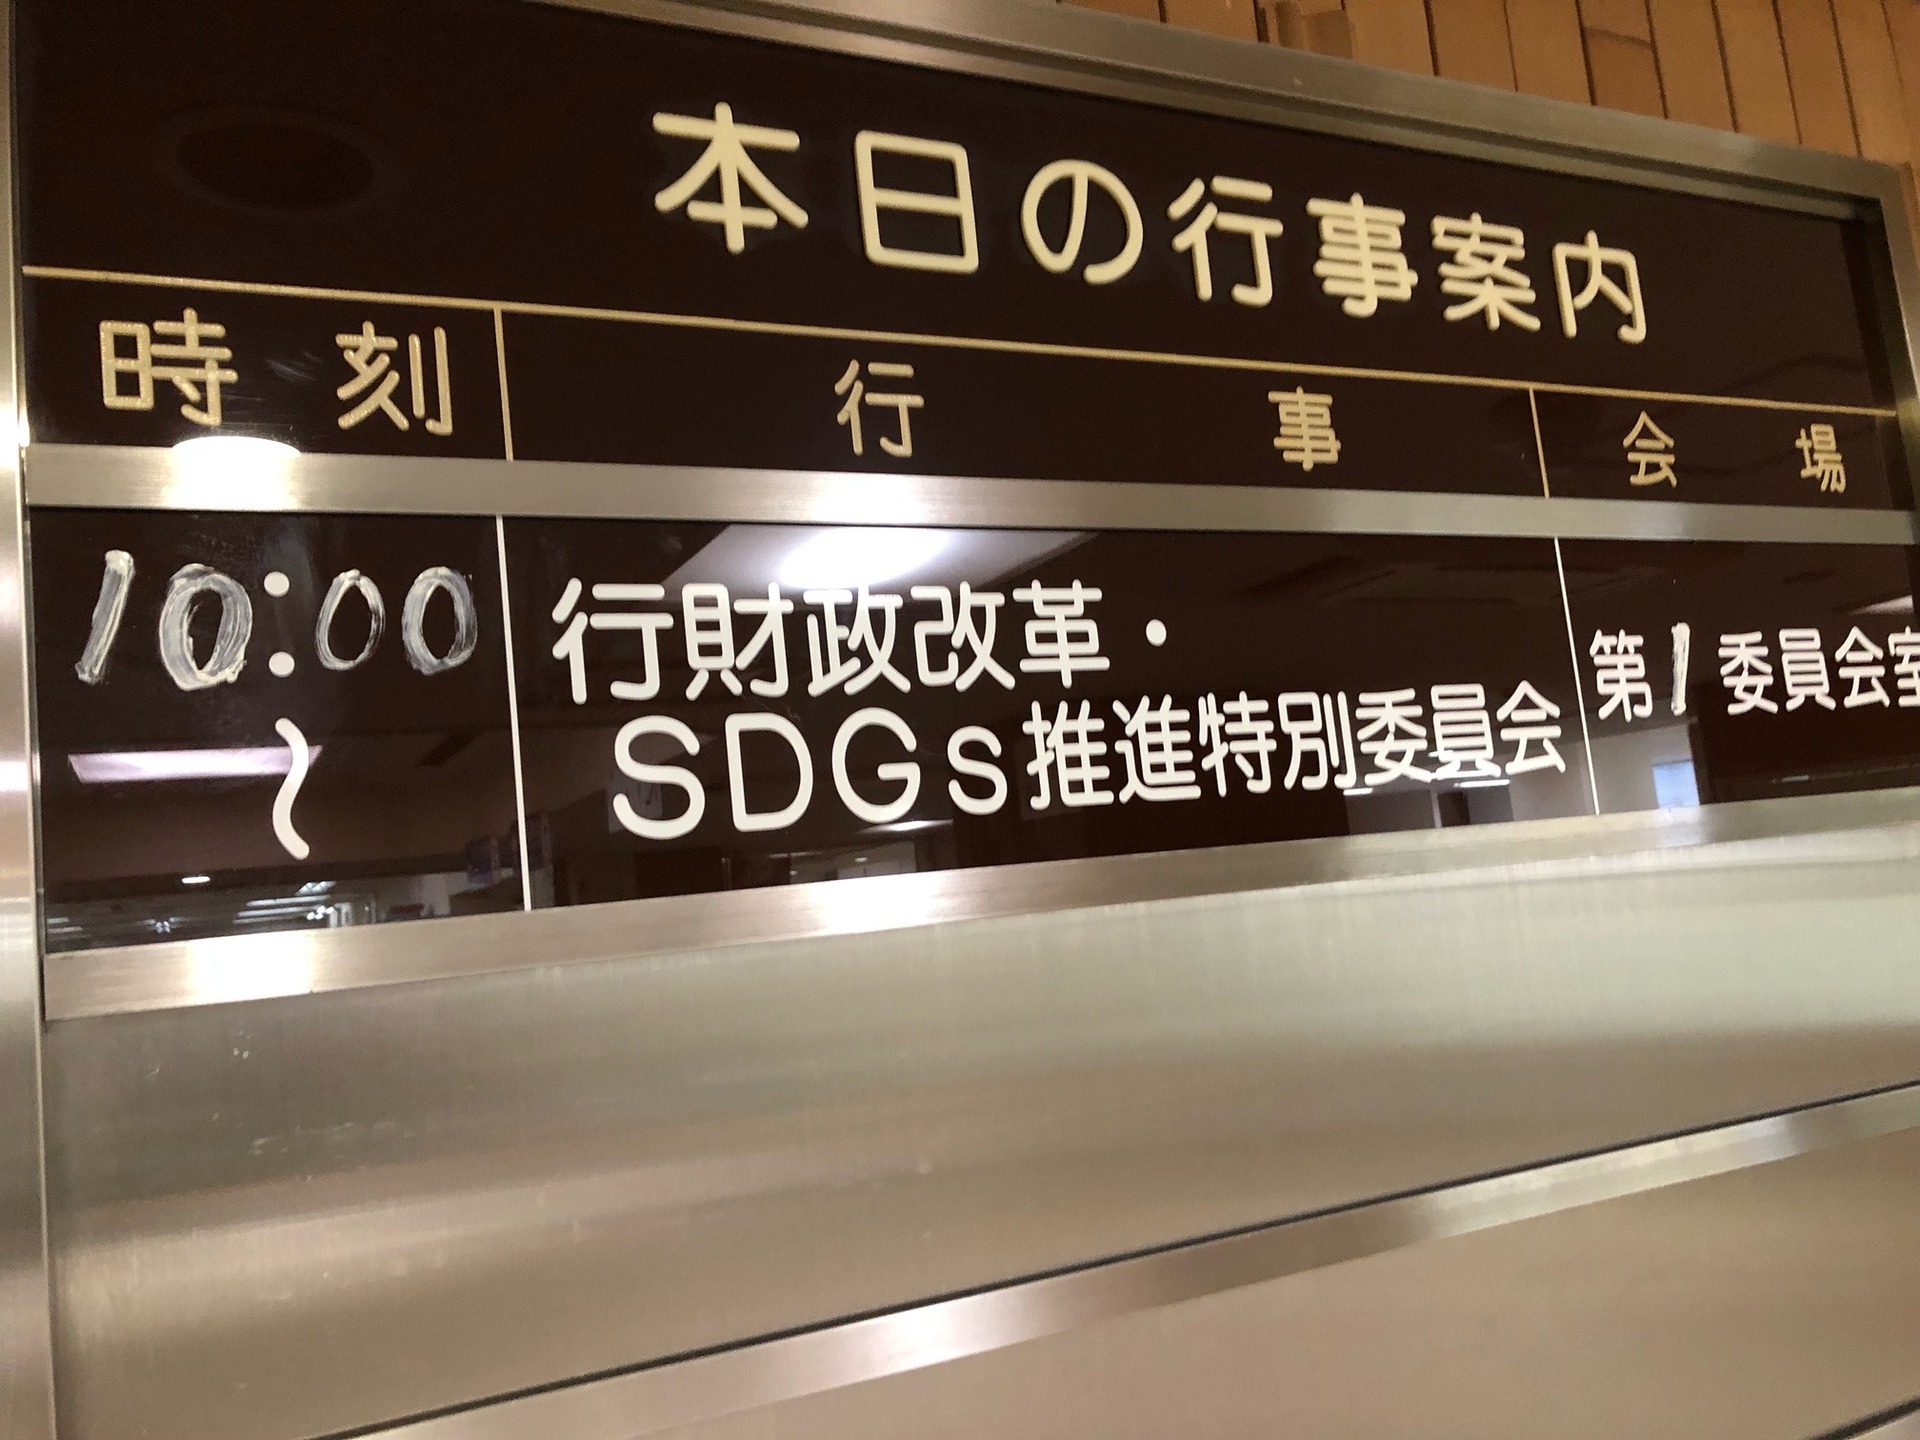 本日の行事案内
時刻 行事 会場
10:00 行財政改革・ 第1委員会室
〜 SDGs推進特別委員会